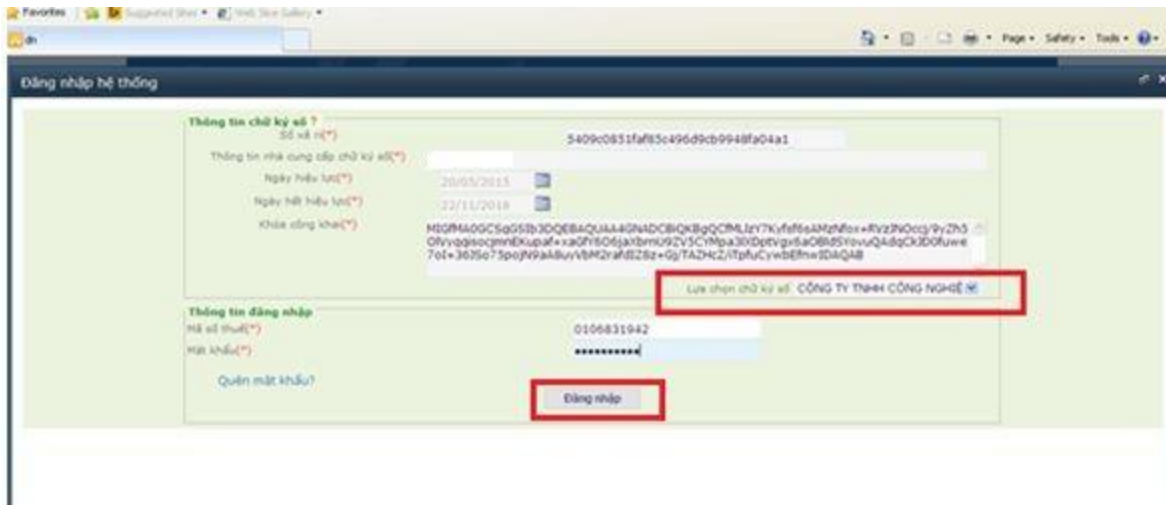 Favorites Suggested Sites Web Slice Gallery
dn
Page Safety Tools
Đăng nhập hệ thống
Thông tin chữ ký số ?
Số xê ri(*) 5409c0851faf85c496d9cb9948fa04a1
Thông tin nhà cung cấp chữ ký số(*)
Ngày hiệu lực(*) 20/05/2015
Ngày hết hiệu lực(*) 22/11/2018
Khóa công khai(*)
Lựa chọn chữ ký số CÔNG TY TNHH CÔNG NGHIỆ
Thông tin đăng nhập
Mã số thuế(*) 0106831942
Mật khẩu(*) ••••••••••
Quên mật khẩu?
Đăng nhập